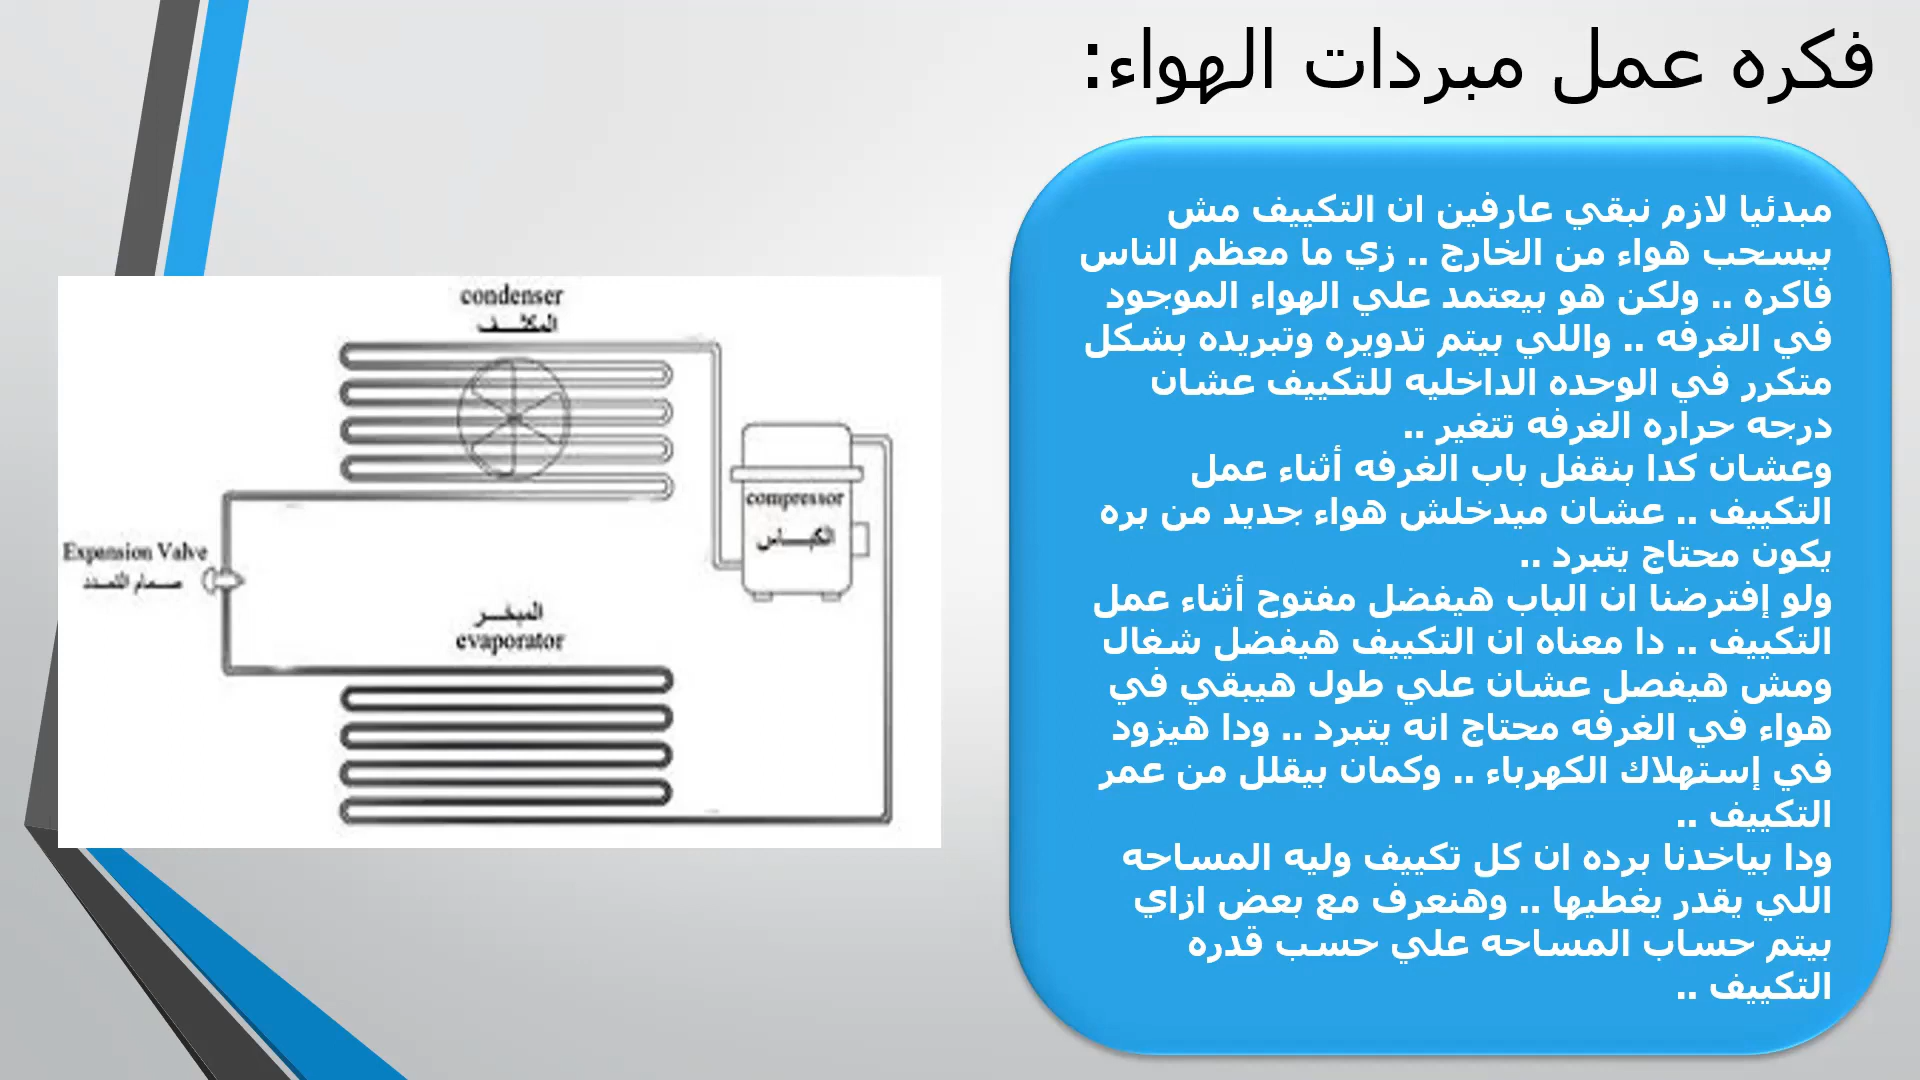 فكره عمل مبردات الهواء:
مبدئيا لازم نبقي عارفين ان التكييف مش
بيسحب هواء من الخارج .. زي ما معظم الناس
فاكره .. ولكن هو بيعتمد علي الهواء الموجود
في الغرفه .. واللي بيتم تدويره وتبريده بشكل
متكرر في الوحده الداخليه للتكييف عشان
درجه حراره الغرفه تتغير ..
وعشان كدا بنقفل باب الغرفه أثناء عمل
التكييف .. عشان ميدخلش هواء جديد من بره
يكون محتاج يتبرد ..
ولو إفترضنا ان الباب هيفضل مفتوح أثناء عمل
التكييف .. دا معناه ان التكييف هيفضل شغال
ومش هيفصل عشان علي طول هيبقي في
هواء في الغرفه محتاج انه يتبرد .. ودا هيزود
في إستهلاك الكهرباء .. وكمان بيقلل من عمر
التكييف ..
ودا بياخدنا برده ان كل تكييف وليه المساحه
اللي يقدر يغطيها .. وهنعرف مع بعض ازاي
بيتم حساب المساحه علي حسب قدره
التكييف ..
condenser
المكثف
compressor
الكباس
Expansion Valve
صمام التمدد
المبخر
evaporator